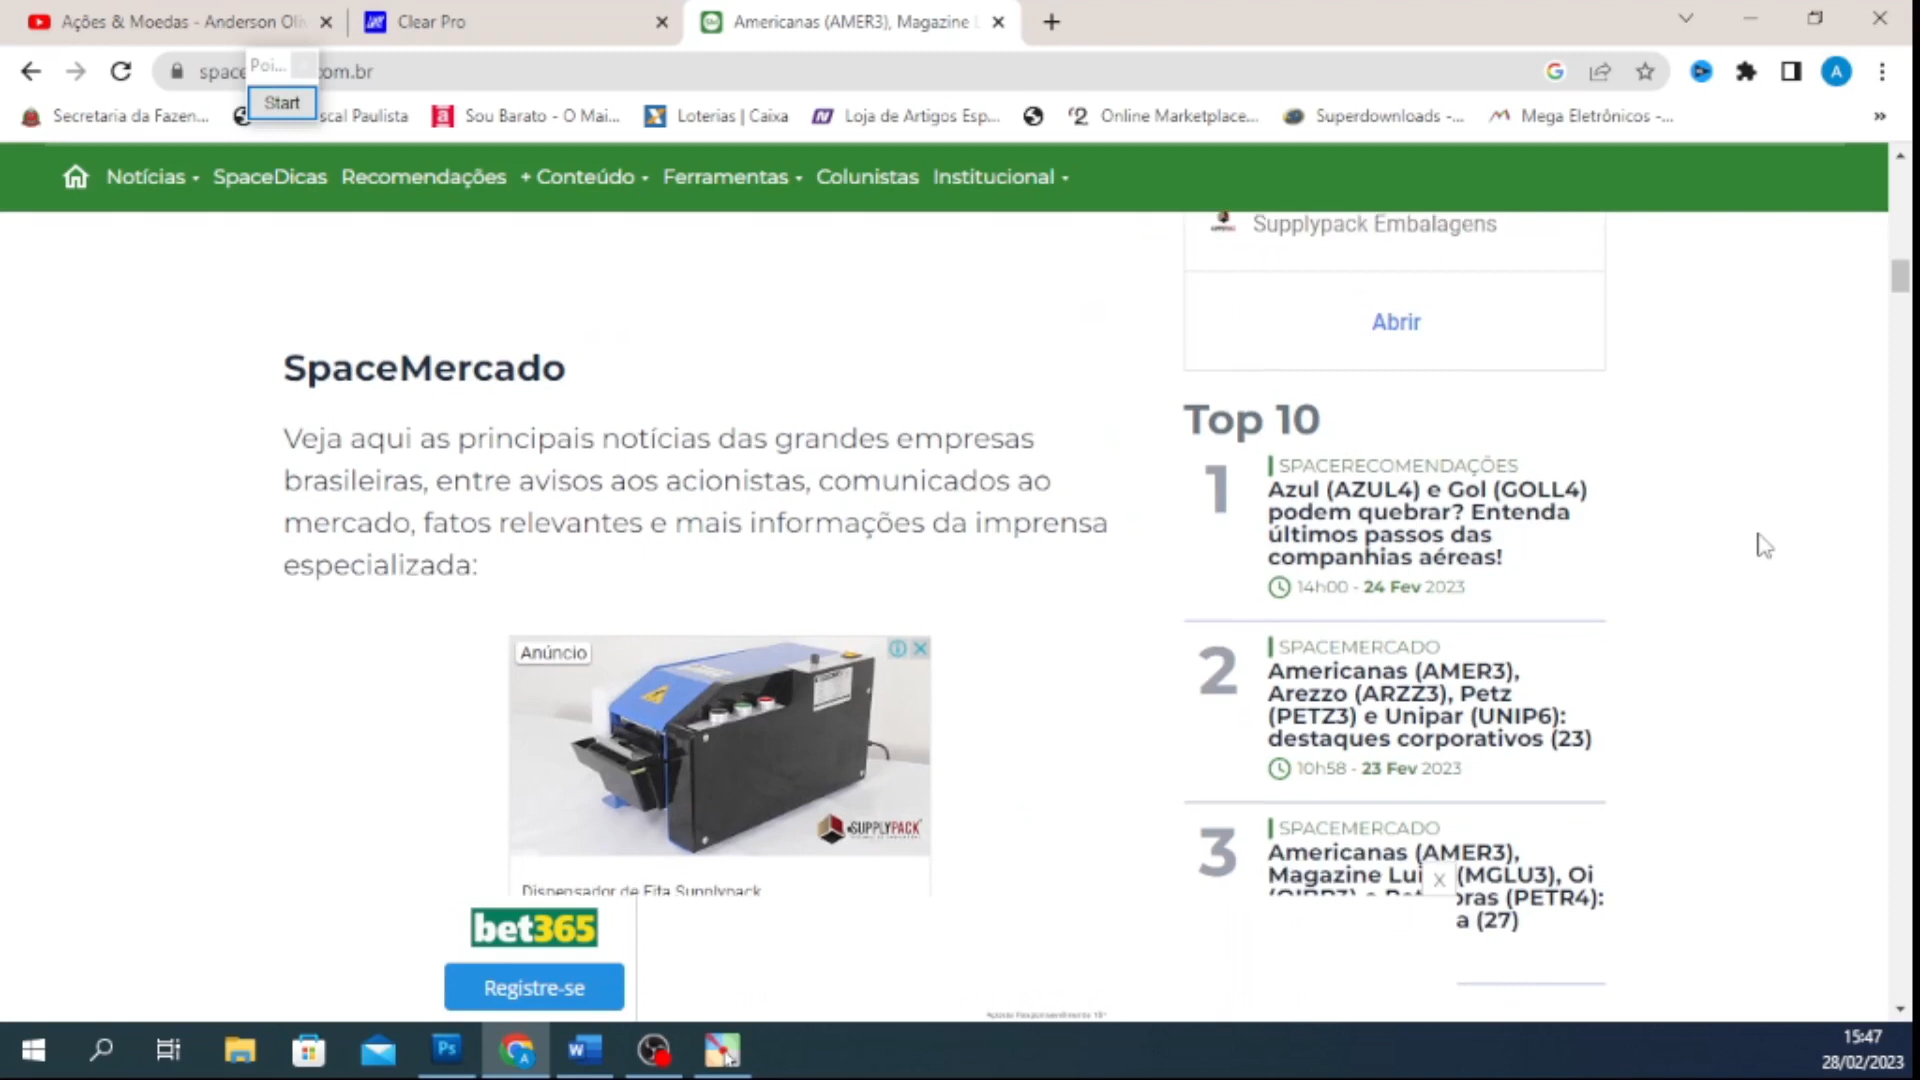 Ações & Moedas - Anderson Oli
Clear Pro
Americanas (AMER3), Magazine L
Poi...
space
om.br
A
Start
Secretaria da Fazen...
scal Paulista
Sou Barato - O Mai...
Loterias | Caixa
Loja de Artigos Esp...
Online Marketplace...
Superdownloads -...
Mega Eletrônicos -...
»
Notícias
SpaceDicas
Recomendações
+ Conteúdo
Ferramentas
Colunistas
Institucional
Supplypack Embalagens
Abrir
SpaceMercado
Veja aqui as principais notícias das grandes empresas
brasileiras, entre avisos aos acionistas, comunicados ao
mercado, fatos relevantes e mais informações da imprensa
especializada:
Anúncio
SUPPLYPACK
Dispensador de Fita Supplypack
bet365
Registre-se
Top 10
1
SPACERECOMENDAÇÕES
Azul (AZUL4) e Gol (GOLL4)
podem quebrar? Entenda
últimos passos das
companhias aéreas!
14h00 - 24 Fev 2023
2
SPACEMERCADO
Americanas (AMER3),
Arezzo (ARZZ3), Petz
(PETZ3) e Unipar (UNIP6):
destaques corporativos (23)
10h58 - 23 Fev 2023
3
SPACEMERCADO
Americanas (AMER3),
Magazine Lui (MGLU3), Oi
bras (PETR4):
a (27)
X
Ps
W
15:47
28/02/2023